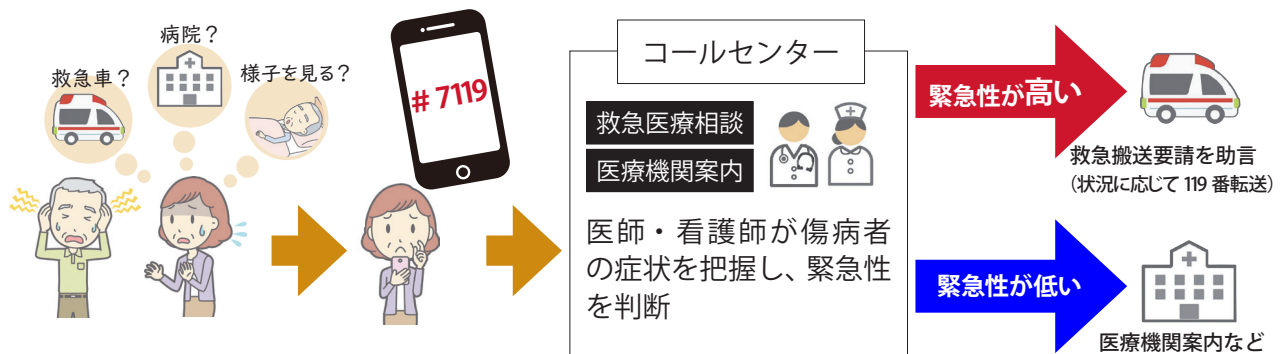 救急車？
病院？
様子を見る？
＃7119
コールセンター
救急医療相談
医療機関案内
医師・看護師が傷病者
の症状を把握し、緊急性
を判断
緊急性が高い
救急搬送要請を助言
（状況に応じて 119 番転送）
緊急性が低い
医療機関案内など